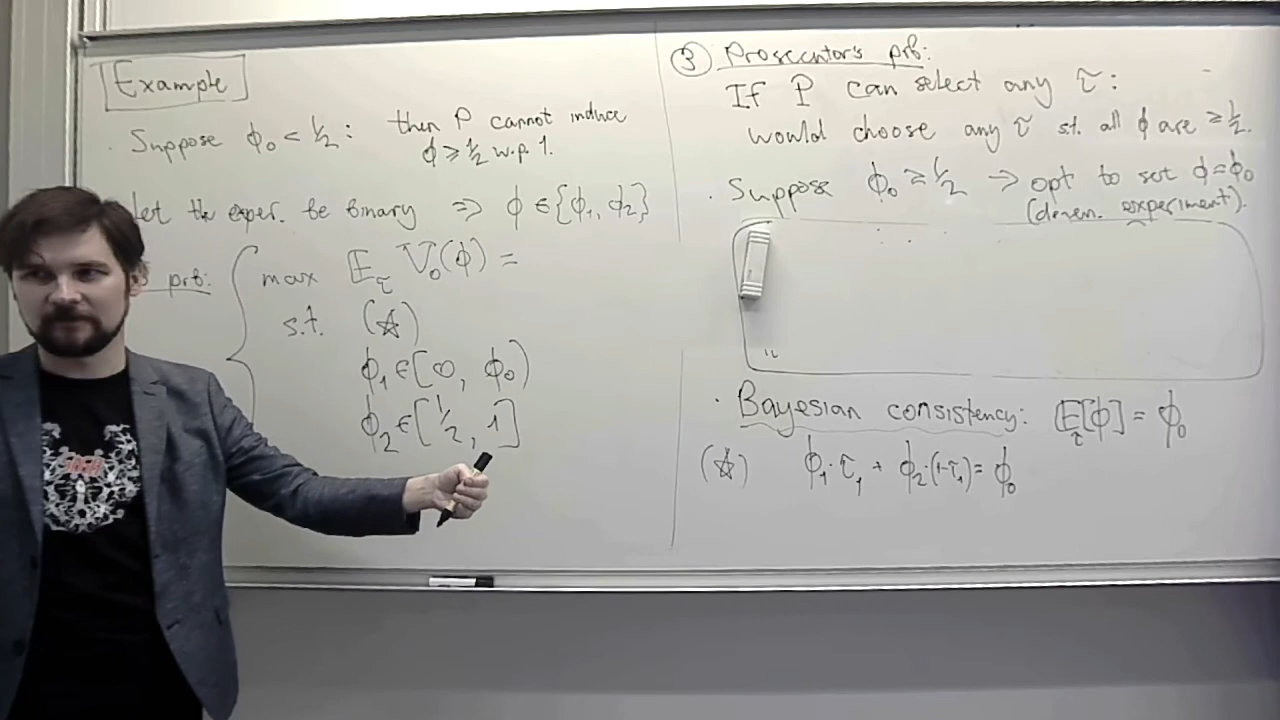 Example
Suppose ϕ₀ < ½: then P cannot induce
ϕ ≥ ½ w.p. 1.
Let the exper. be binary ⇒ ϕ ∈ {ϕ₁, ϕ₂}
prb: max E_τ V₀(ϕ) =
s.t. (☆)
ϕ₁ ∈ [0, ϕ₀)
ϕ₂ ∈ [½, 1]
③ Prosecutor's prb:
If P can select any τ:
would choose any τ s.t. all ϕ are ≥ ½.
· Suppose ϕ₀ ≥ ½ → opt to set ϕ=ϕ₀
experiment).
· Bayesian consistency: E_τ[ϕ] = ϕ₀
(☆) ϕ₁·τ₁ + ϕ₂·(1-τ₁) = ϕ₀